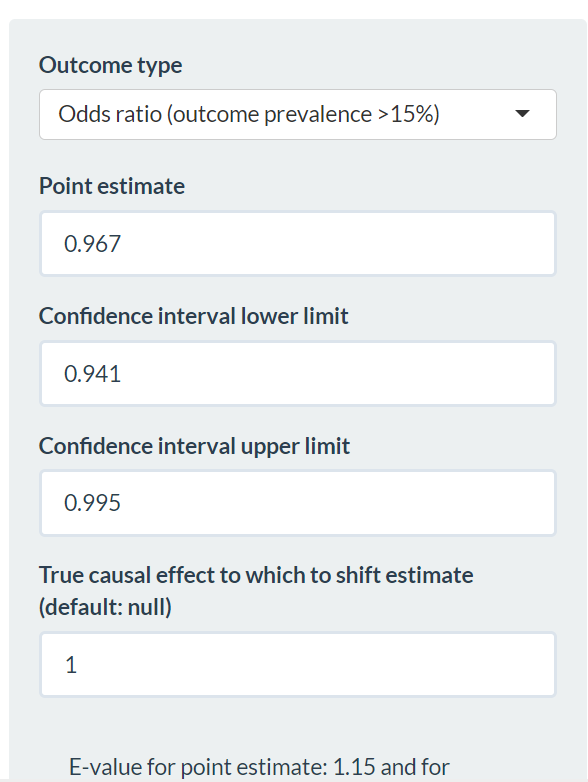 Outcome type
Odds ratio (outcome prevalence >15%)
Point estimate
0.967
Confidence interval lower limit
0.941
Confidence interval upper limit
0.995
True causal effect to which to shift estimate
(default: null)
1
E-value for point estimate: 1.15 and for